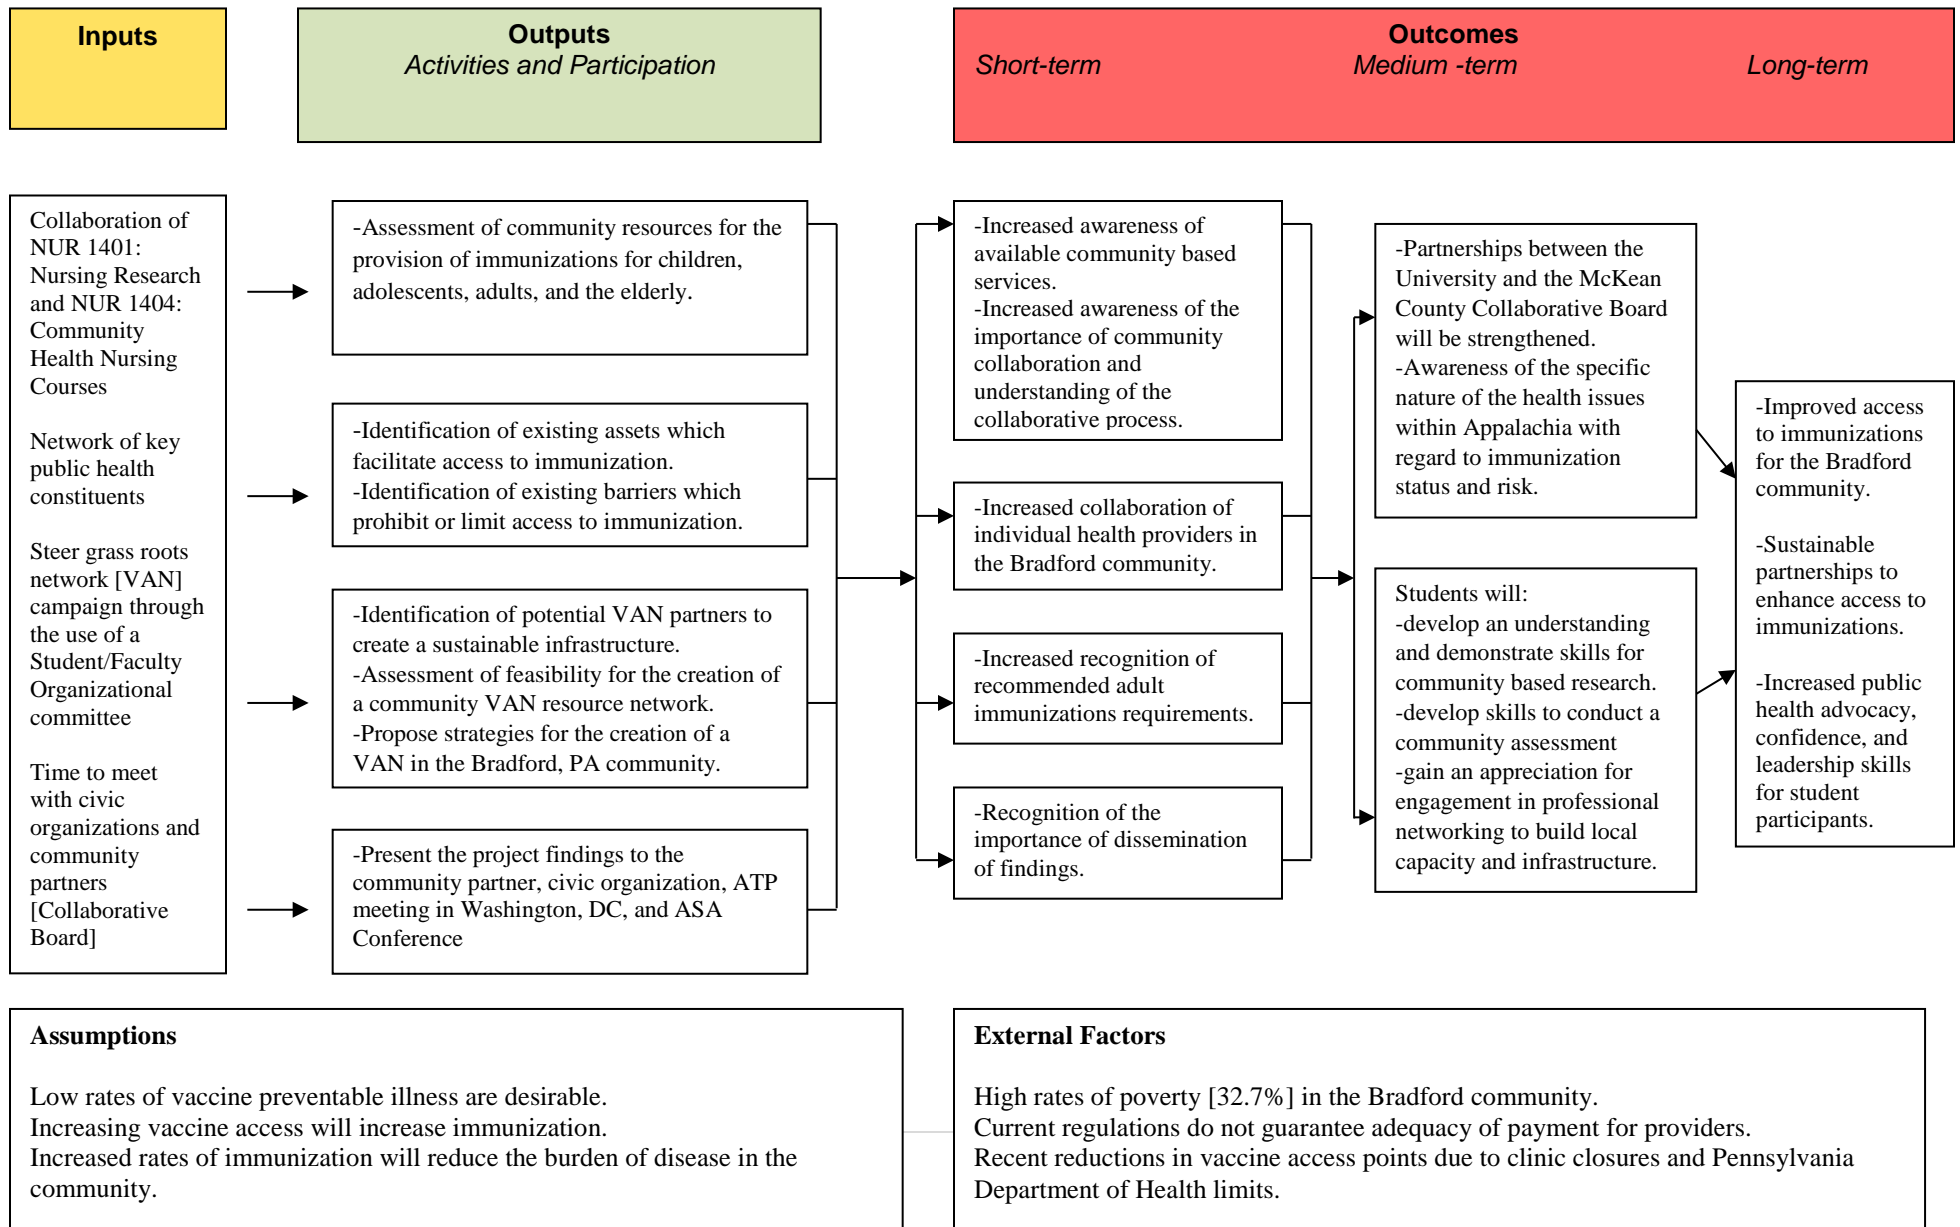 Inputs
Outputs
Activities and Participation
Outcomes
Short-term Medium -term Long-term
Collaboration of
NUR 1401:
Nursing Research
and NUR 1404:
Community
Health Nursing
Courses
Network of key
public health
constituents
Steer grass roots
network [VAN]
campaign through
the use of a
Student/Faculty
Organizational
committee
Time to meet
with civic
organizations and
community
partners
[Collaborative
Board]
-Assessment of community resources for the
provision of immunizations for children,
adolescents, adults, and the elderly.
-Identification of existing assets which
facilitate access to immunization.
-Identification of existing barriers which
prohibit or limit access to immunization.
-Identification of potential VAN partners to
create a sustainable infrastructure.
-Assessment of feasibility for the creation of
a community VAN resource network.
-Propose strategies for the creation of a
VAN in the Bradford, PA community.
-Present the project findings to the
community partner, civic organization, ATP
meeting in Washington, DC, and ASA
Conference
-Increased awareness of
available community based
services.
-Increased awareness of the
importance of community
collaboration and
understanding of the
collaborative process.
-Increased collaboration of
individual health providers in
the Bradford community.
-Increased recognition of
recommended adult
immunizations requirements.
-Recognition of the
importance of dissemination
of findings.
-Partnerships between the
University and the McKean
County Collaborative Board
will be strengthened.
-Awareness of the specific
nature of the health issues
within Appalachia with
regard to immunization
status and risk.
Students will:
-develop an understanding
and demonstrate skills for
community based research.
-develop skills to conduct a
community assessment
-gain an appreciation for
engagement in professional
networking to build local
capacity and infrastructure.
-Improved access
to immunizations
for the Bradford
community.
-Sustainable
partnerships to
enhance access to
immunizations.
-Increased public
health advocacy,
confidence, and
leadership skills
for student
participants.
Assumptions
Low rates of vaccine preventable illness are desirable.
Increasing vaccine access will increase immunization.
Increased rates of immunization will reduce the burden of disease in the
community.
External Factors
High rates of poverty [32.7%] in the Bradford community.
Current regulations do not guarantee adequacy of payment for providers.
Recent reductions in vaccine access points due to clinic closures and Pennsylvania
Department of Health limits.